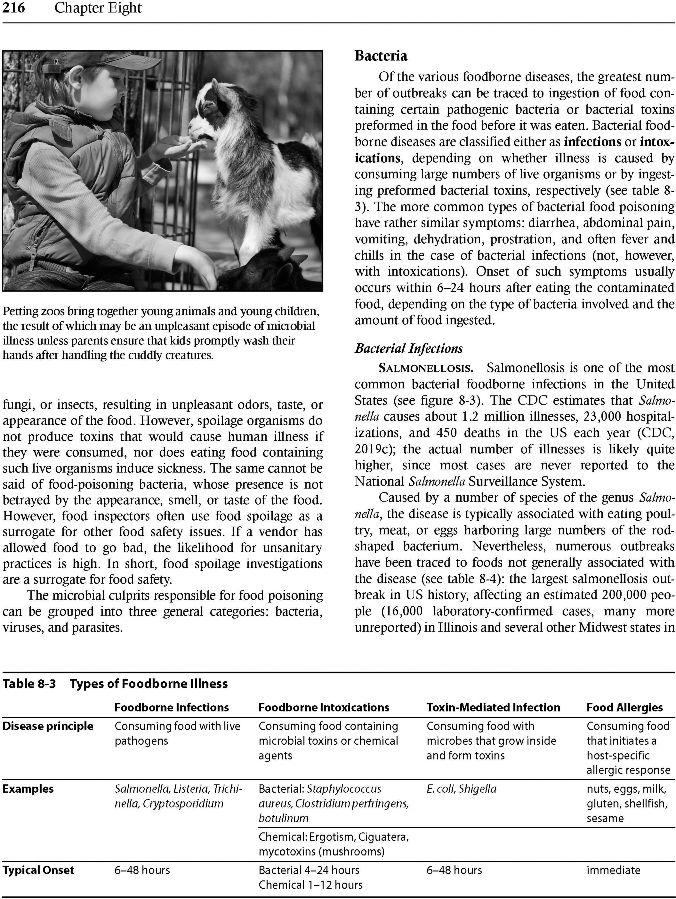 216 Chapter Eight
Petting zoos bring together young animals and young children,
the result of which may be an unpleasant episode of microbial
illness unless parents ensure that kids promptly wash their
hands after handling the cuddly creatures.
fungi, or insects, resulting in unpleasant odors, taste, or
appearance of the food. However, spoilage organisms do
not produce toxins that would cause human illness if
they were consumed, nor does eating food containing
such live organisms induce sickness. The same cannot be
said of food-poisoning bacteria, whose presence is not
betrayed by the appearance, smell, or taste of the food.
However, food inspectors often use food spoilage as a
surrogate for other food safety issues. If a vendor has
allowed food to go bad, the likelihood for unsanitary
practices is high. In short, food spoilage investigations
are a surrogate for food safety.
The microbial culprits responsible for food poisoning
can be grouped into three general categories: bacteria,
viruses, and parasites.
Bacteria
Of the various foodborne diseases, the greatest num-
ber of outbreaks can be traced to ingestion of food con-
taining certain pathogenic bacteria or bacterial toxins
preformed in the food before it was eaten. Bacterial food-
borne diseases are classified either as infections or intox-
ications, depending on whether illness is caused by
consuming large numbers of live organisms or by ingest-
ing preformed bacterial toxins, respectively (see table 8-
3). The more common types of bacterial food poisoning
have rather similar symptoms: diarrhea, abdominal pain,
vomiting, dehydration, prostration, and often fever and
chills in the case of bacterial infections (not, however,
with intoxications). Onset of such symptoms usually
occurs within 6–24 hours after eating the contaminated
food, depending on the type of bacteria involved and the
amount of food ingested.
Bacterial Infections
SALMONELLOSIS. Salmonellosis is one of the most
common bacterial foodborne infections in the United
States (see figure 8-3). The CDC estimates that Salmo-
nella causes about 1.2 million illnesses, 23,000 hospital-
izations, and 450 deaths in the US each year (CDC,
2019c); the actual number of illnesses is likely quite
higher, since most cases are never reported to the
National Salmonella Surveillance System.
Caused by a number of species of the genus Salmo-
nella, the disease is typically associated with eating poul-
try, meat, or eggs harboring large numbers of the rod-
shaped bacterium. Nevertheless, numerous outbreaks
have been traced to foods not generally associated with
the disease (see table 8-4): the largest salmonellosis out-
break in US history, affecting an estimated 200,000 peo-
ple (16,000 laboratory-confirmed cases, many more
unreported) in Illinois and several other Midwest states in
Table 8-3 Types of Foodborne Illness
Foodborne Infections Foodborne Intoxications Toxin-Mediated Infection Food Allergies
Disease principle Consuming food with live Consuming food containing Consuming food with Consuming food
pathogens microbial toxins or chemical microbes that grow inside that initiates a
agents and form toxins host-specific
allergic response
Examples Salmonella, Listeria, Trichi- Bacterial: Staphylococcus E. coli, Shigella nuts, eggs, milk,
nella, Cryptosporidium aureus, Clostridium perfringens, gluten, shellfish,
botulinum sesame
Chemical: Ergotism, Ciguatera,
mycotoxins (mushrooms)
Typical Onset 6–48 hours Bacterial 4–24 hours 6–48 hours immediate
Chemical 1–12 hours